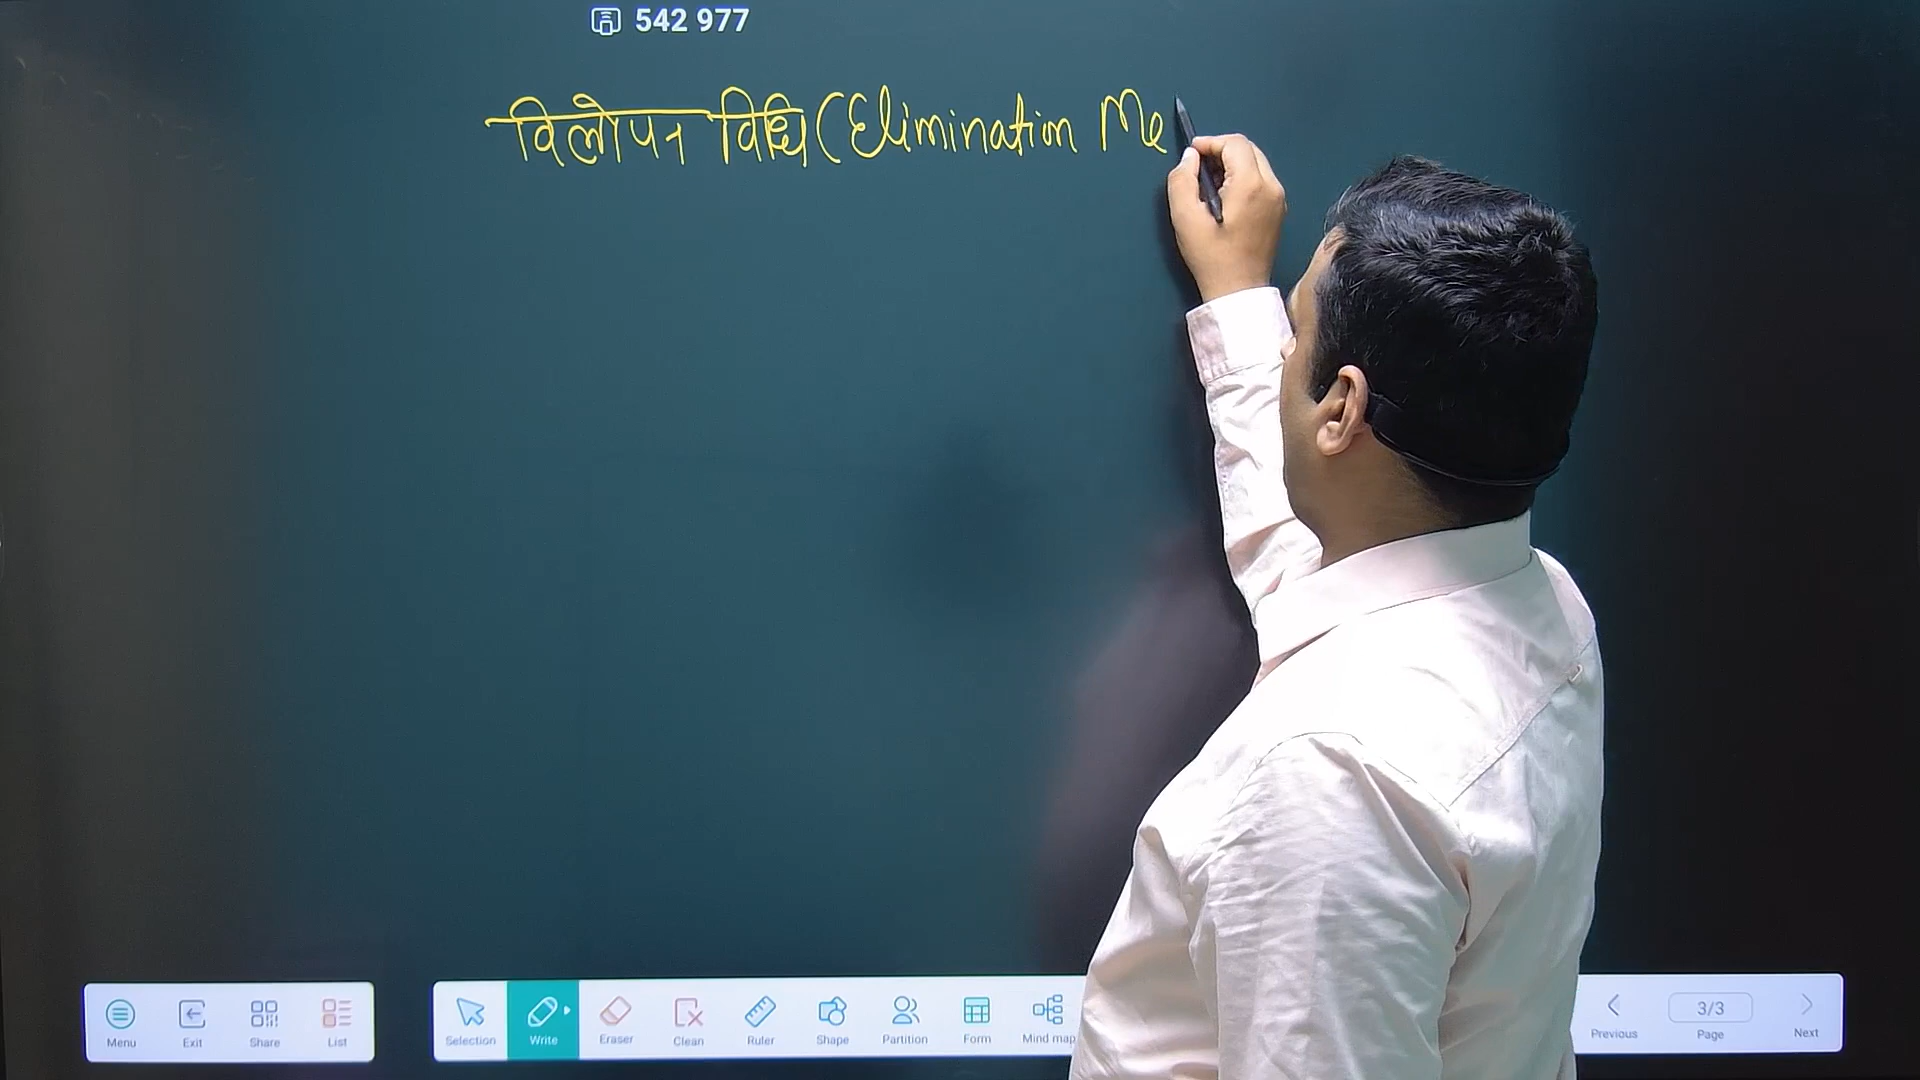 542 977
विलोपन विधि (Elimination Me
Menu Exit Share List Selection Write Eraser Clean Ruler Shape Partition Form Mind map Previous 3/3 Page Next